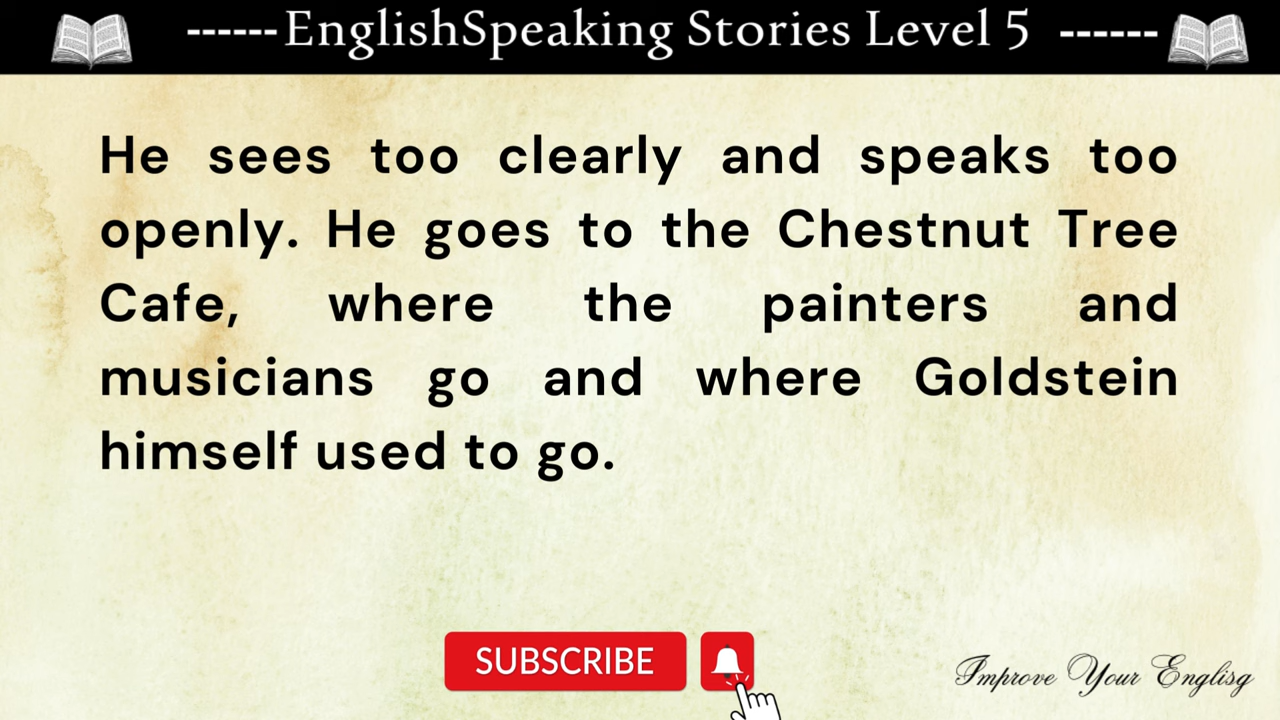 ------EnglishSpeaking Stories Level 5 ------
He sees too clearly and speaks too
openly. He goes to the Chestnut Tree
Cafe, where the painters and
musicians go and where Goldstein
himself used to go.
SUBSCRIBE
Improve Your Englisg